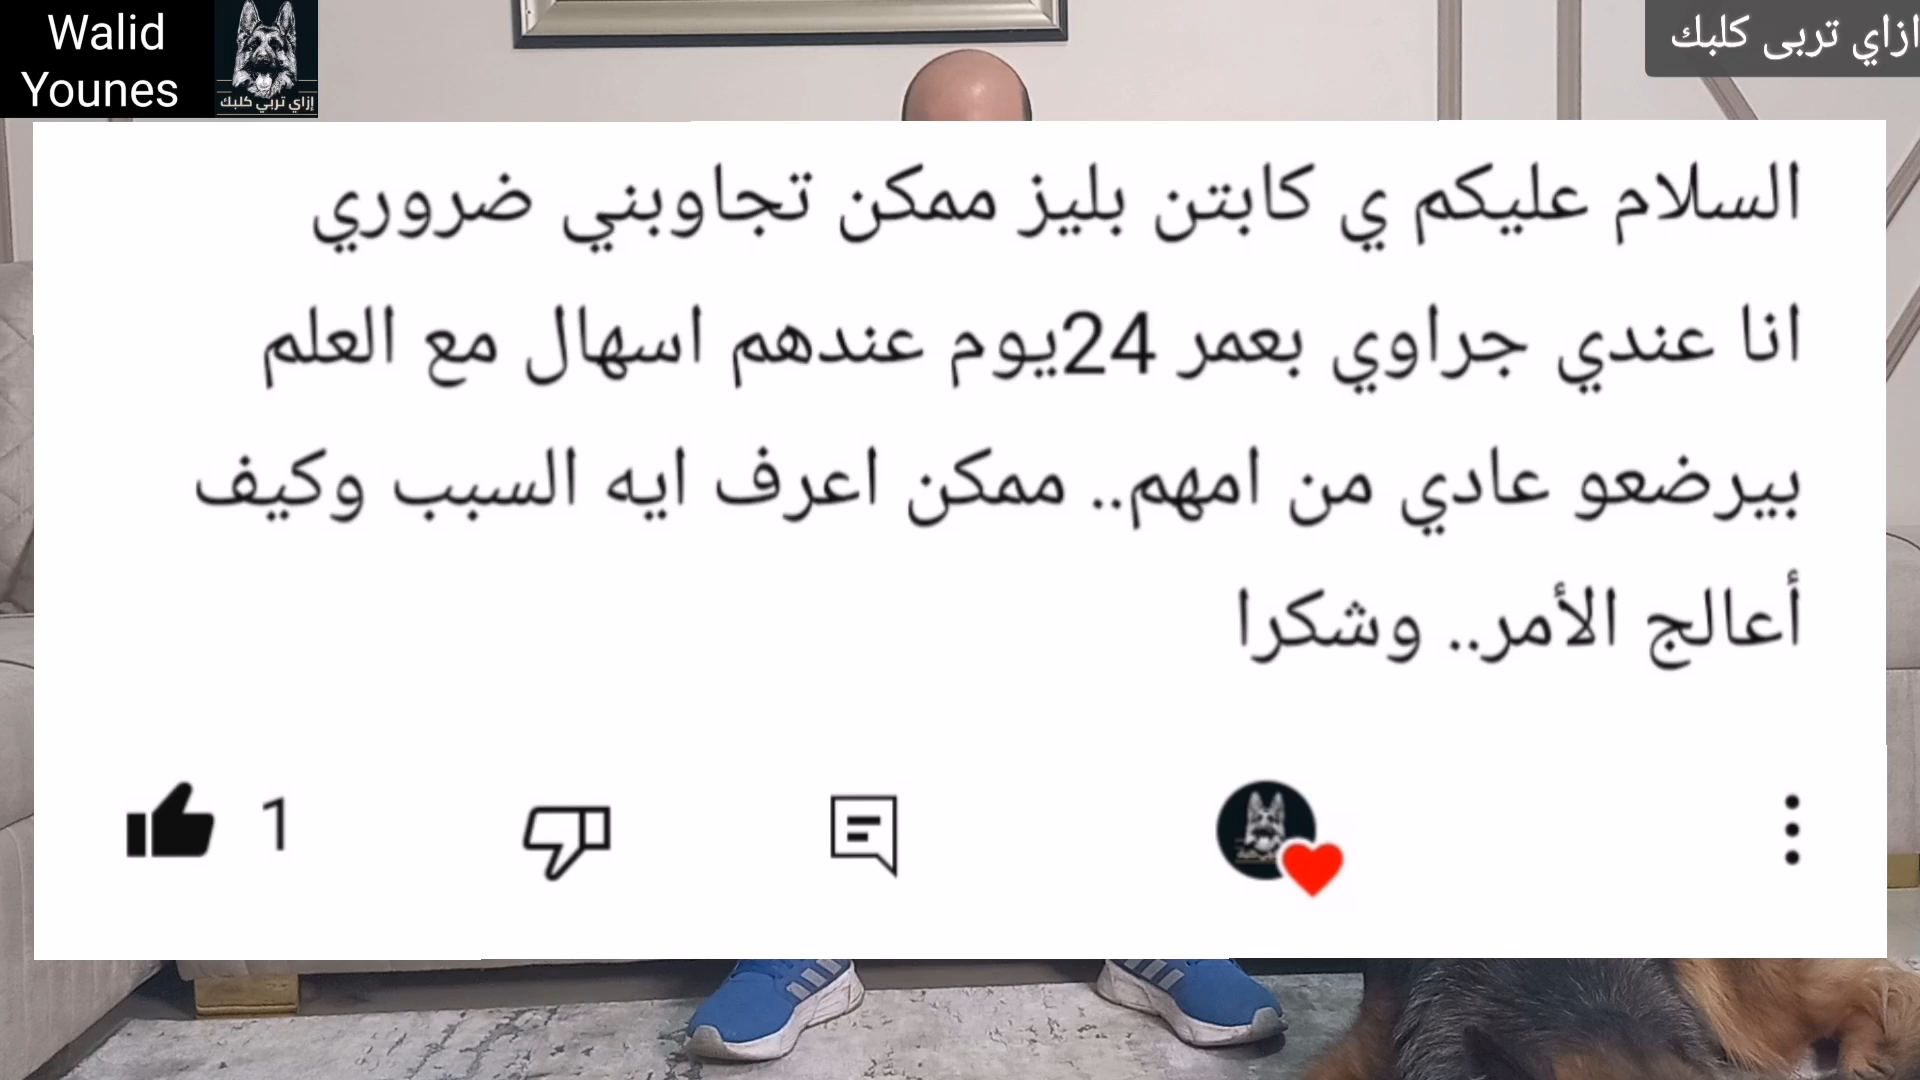 Walid
Younes
إزاي تربي كلبك
ازاي تربى كلبك
السلام عليكم ي كابتن بليز ممكن تجاوبني ضروري
انا عندي جراوي بعمر 24يوم عندهم اسهال مع العلم
بيرضعو عادي من امهم.. ممكن اعرف ايه السبب وكيف
أعالج الأمر.. وشكرا
1